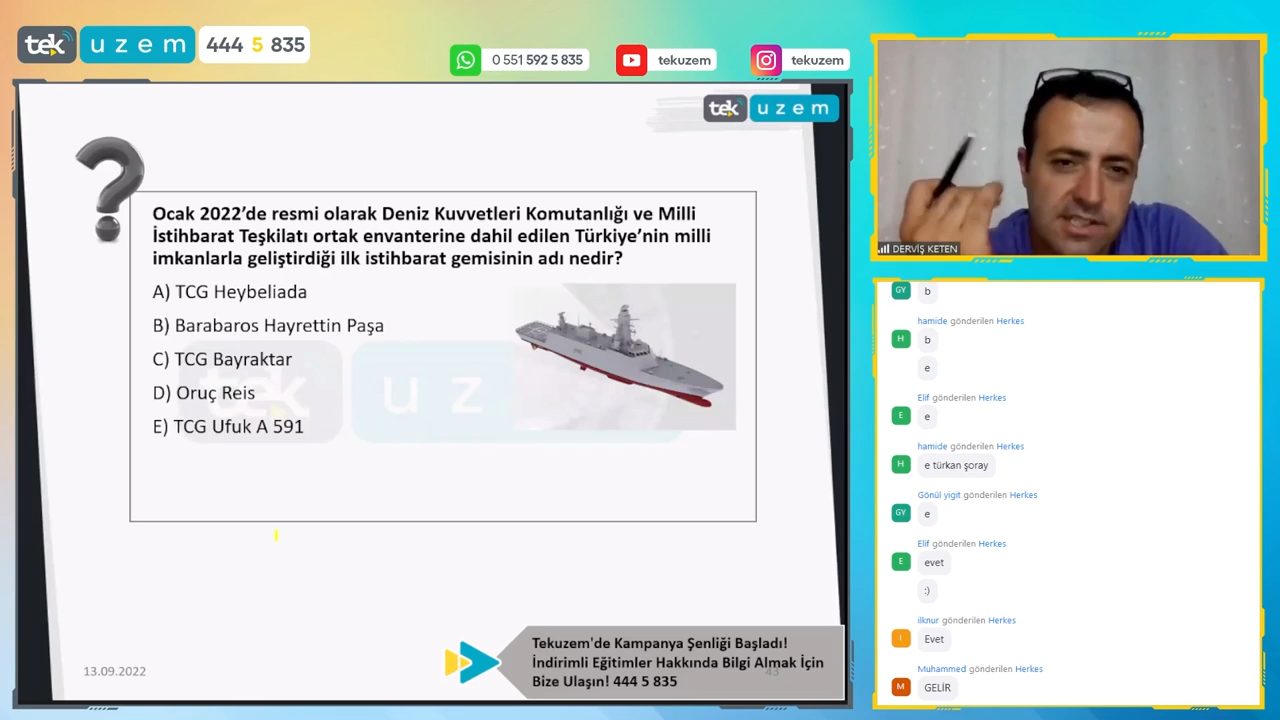 tek uzem 444 5 835
0 551 592 5 835
tekuzem
tekuzem
tek uzem
Ocak 2022’de resmi olarak Deniz Kuvvetleri Komutanlığı ve Milli
İstihbarat Teşkilatı ortak envanterine dahil edilen Türkiye’nin milli
imkanlarla geliştirdiği ilk istihbarat gemisinin adı nedir?
A) TCG Heybeliada
B) Barabaros Hayrettin Paşa
C) TCG Bayraktar
D) Oruç Reis
E) TCG Ufuk A 591
tek uz
13.09.2022
43
Tekuzem'de Kampanya Şenliği Başladı!
İndirimli Eğitimler Hakkında Bilgi Almak İçin
Bize Ulaşın! 444 5 835
DERVİŞ KETEN
GY b
hamide gönderilen Herkes
H b
e
Elif gönderilen Herkes
E e
hamide gönderilen Herkes
H e türkan şoray
Gönül yigit gönderilen Herkes
GY e
Elif gönderilen Herkes
E evet
:)
ilknur gönderilen Herkes
I Evet
Muhammed gönderilen Herkes
M GELİR